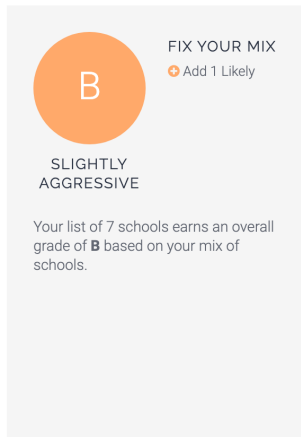 B
SLIGHTLY
AGGRESSIVE
FIX YOUR MIX
Add 1 Likely
Your list of 7 schools earns an overall
grade of B based on your mix of
schools.